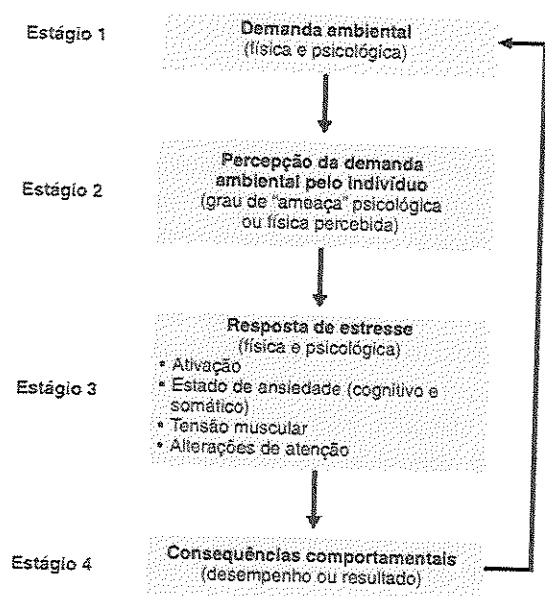 Estágio 1
Demanda ambiental
(física e psicológica)
Estágio 2
Percepção da demanda
ambiental pelo indivíduo
(grau de "ameaça" psicológica
ou física percebida)
Estágio 3
Resposta de estresse
(física e psicológica)
• Ativação
• Estado de ansiedade (cognitivo e
somático)
• Tensão muscular
• Alterações de atenção
Estágio 4
Consequências comportamentais
(desempenho ou resultado)